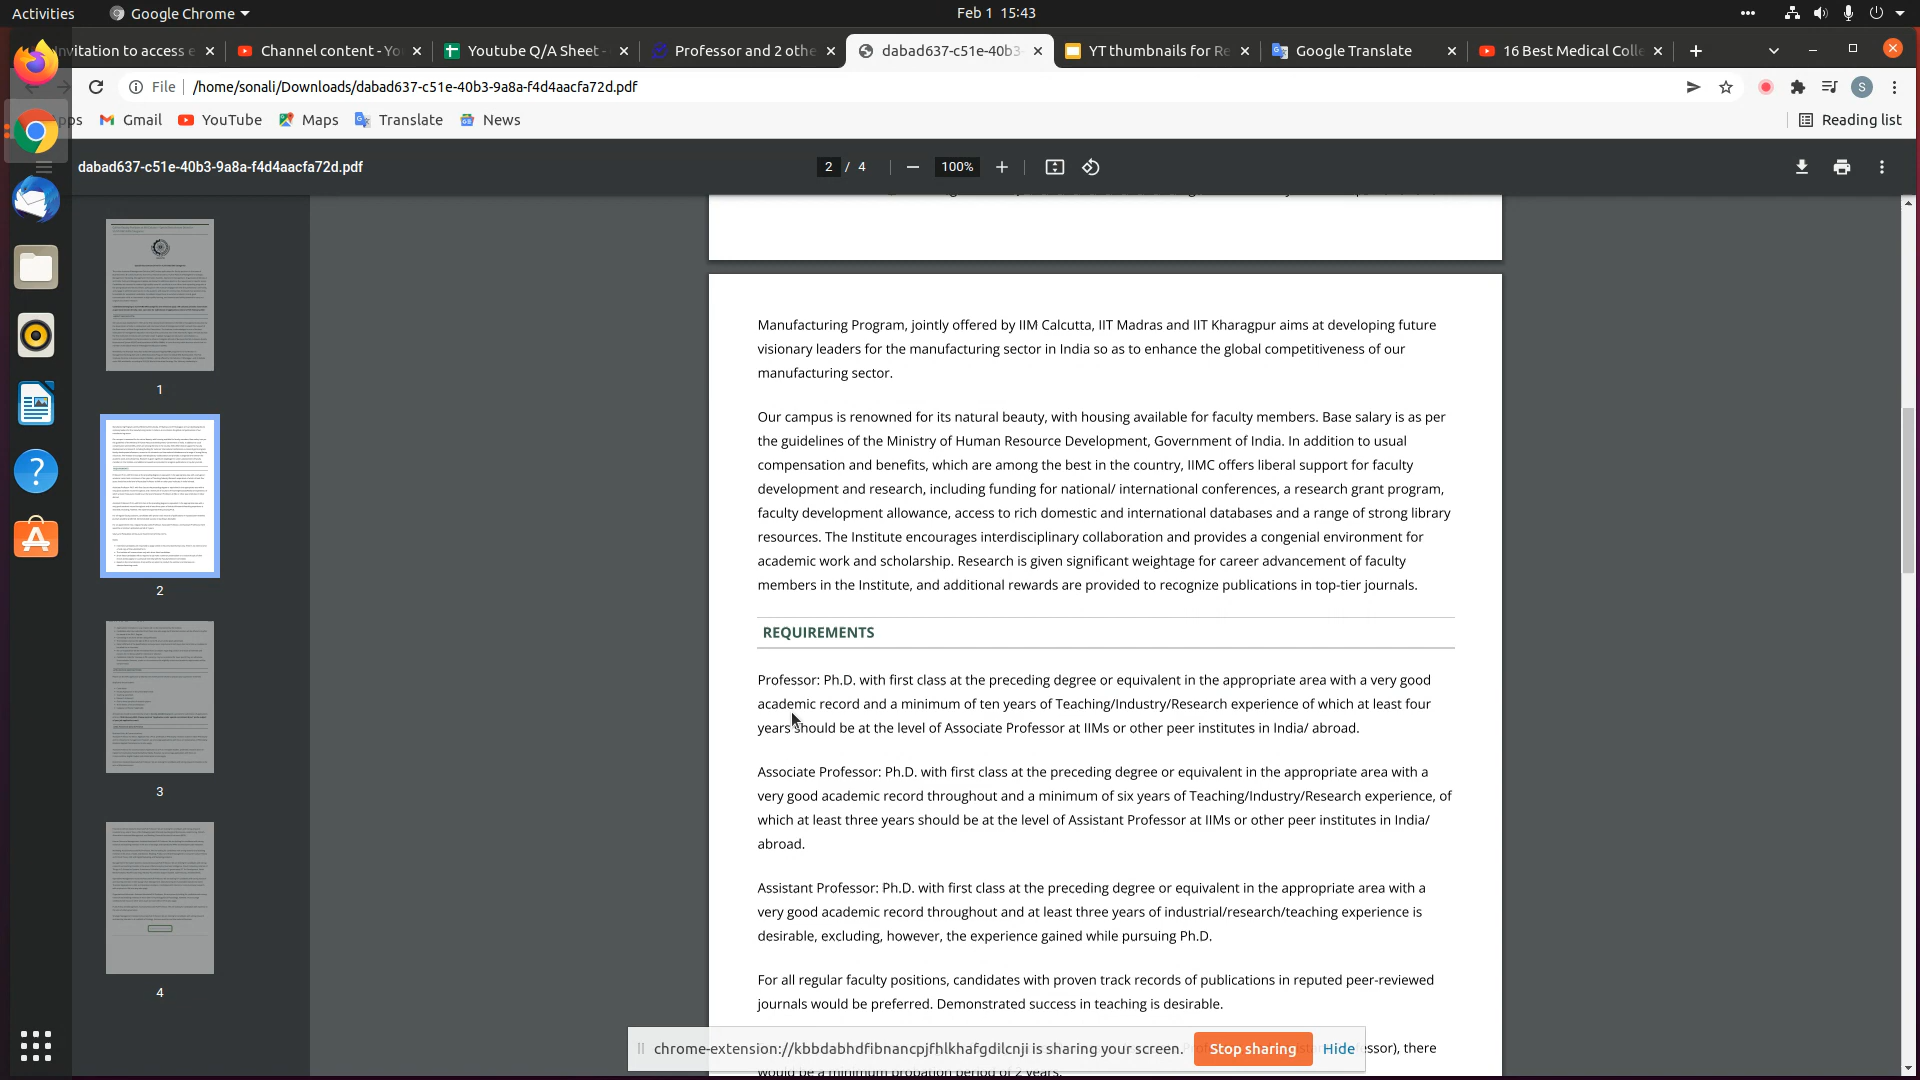 Activities
Google Chrome
Feb 1 15:43
nvitation to access e
Channel content - Yo
Youtube Q/A Sheet -
Professor and 2 othe
dabad637-c51e-40b3-
YT thumbnails for Re
Google Translate
16 Best Medical Colle
File
/home/sonali/Downloads/dabad637-c51e-40b3-9a8a-f4d4aacfa72d.pdf
S
Gmail
YouTube
Maps
Translate
News
Reading list
dabad637-c51e-40b3-9a8a-f4d4aacfa72d.pdf
2 / 4
100%
1
2
3
4
Manufacturing Program, jointly offered by IIM Calcutta, IIT Madras and IIT Kharagpur aims at developing future
visionary leaders for the manufacturing sector in India so as to enhance the global competitiveness of our
manufacturing sector.
Our campus is renowned for its natural beauty, with housing available for faculty members. Base salary is as per
the guidelines of the Ministry of Human Resource Development, Government of India. In addition to usual
compensation and benefits, which are among the best in the country, IIMC offers liberal support for faculty
development and research, including funding for national/ international conferences, a research grant program,
faculty development allowance, access to rich domestic and international databases and a range of strong library
resources. The Institute encourages interdisciplinary collaboration and provides a congenial environment for
academic work and scholarship. Research is given significant weightage for career advancement of faculty
members in the Institute, and additional rewards are provided to recognize publications in top-tier journals.
REQUIREMENTS
Professor: Ph.D. with first class at the preceding degree or equivalent in the appropriate area with a very good
academic record and a minimum of ten years of Teaching/Industry/Research experience of which at least four
years should be at the level of Associate Professor at IIMs or other peer institutes in India/ abroad.
Associate Professor: Ph.D. with first class at the preceding degree or equivalent in the appropriate area with a
very good academic record throughout and a minimum of six years of Teaching/Industry/Research experience, of
which at least three years should be at the level of Assistant Professor at IIMs or other peer institutes in India/
abroad.
Assistant Professor: Ph.D. with first class at the preceding degree or equivalent in the appropriate area with a
very good academic record throughout and at least three years of industrial/research/teaching experience is
desirable, excluding, however, the experience gained while pursuing Ph.D.
For all regular faculty positions, candidates with proven track records of publications in reputed peer-reviewed
journals would be preferred. Demonstrated success in teaching is desirable.
essor), there
would be a minimum probation period of 2 years.
chrome-extension://kbbdabhdfibnancpjfhlkhafgdilcnji is sharing your screen.
Stop sharing
Hide